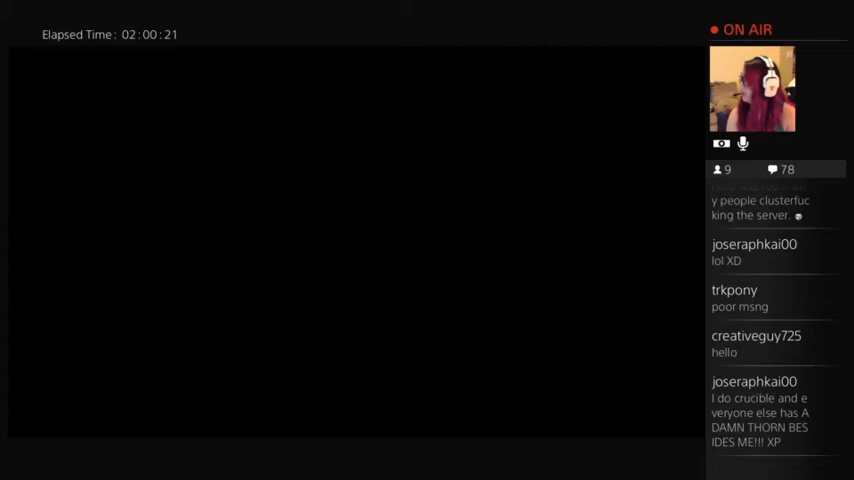 Elapsed Time: 02:00:21
ON AIR
9 78
y people clusterfuc
king the server.
joseraphkai00
lol XD
trkpony
poor msng
creativeguy725
hello
joseraphkai00
I do crucible and e
veryone else has A
DAMN THORN BES
IDES ME!!! XP